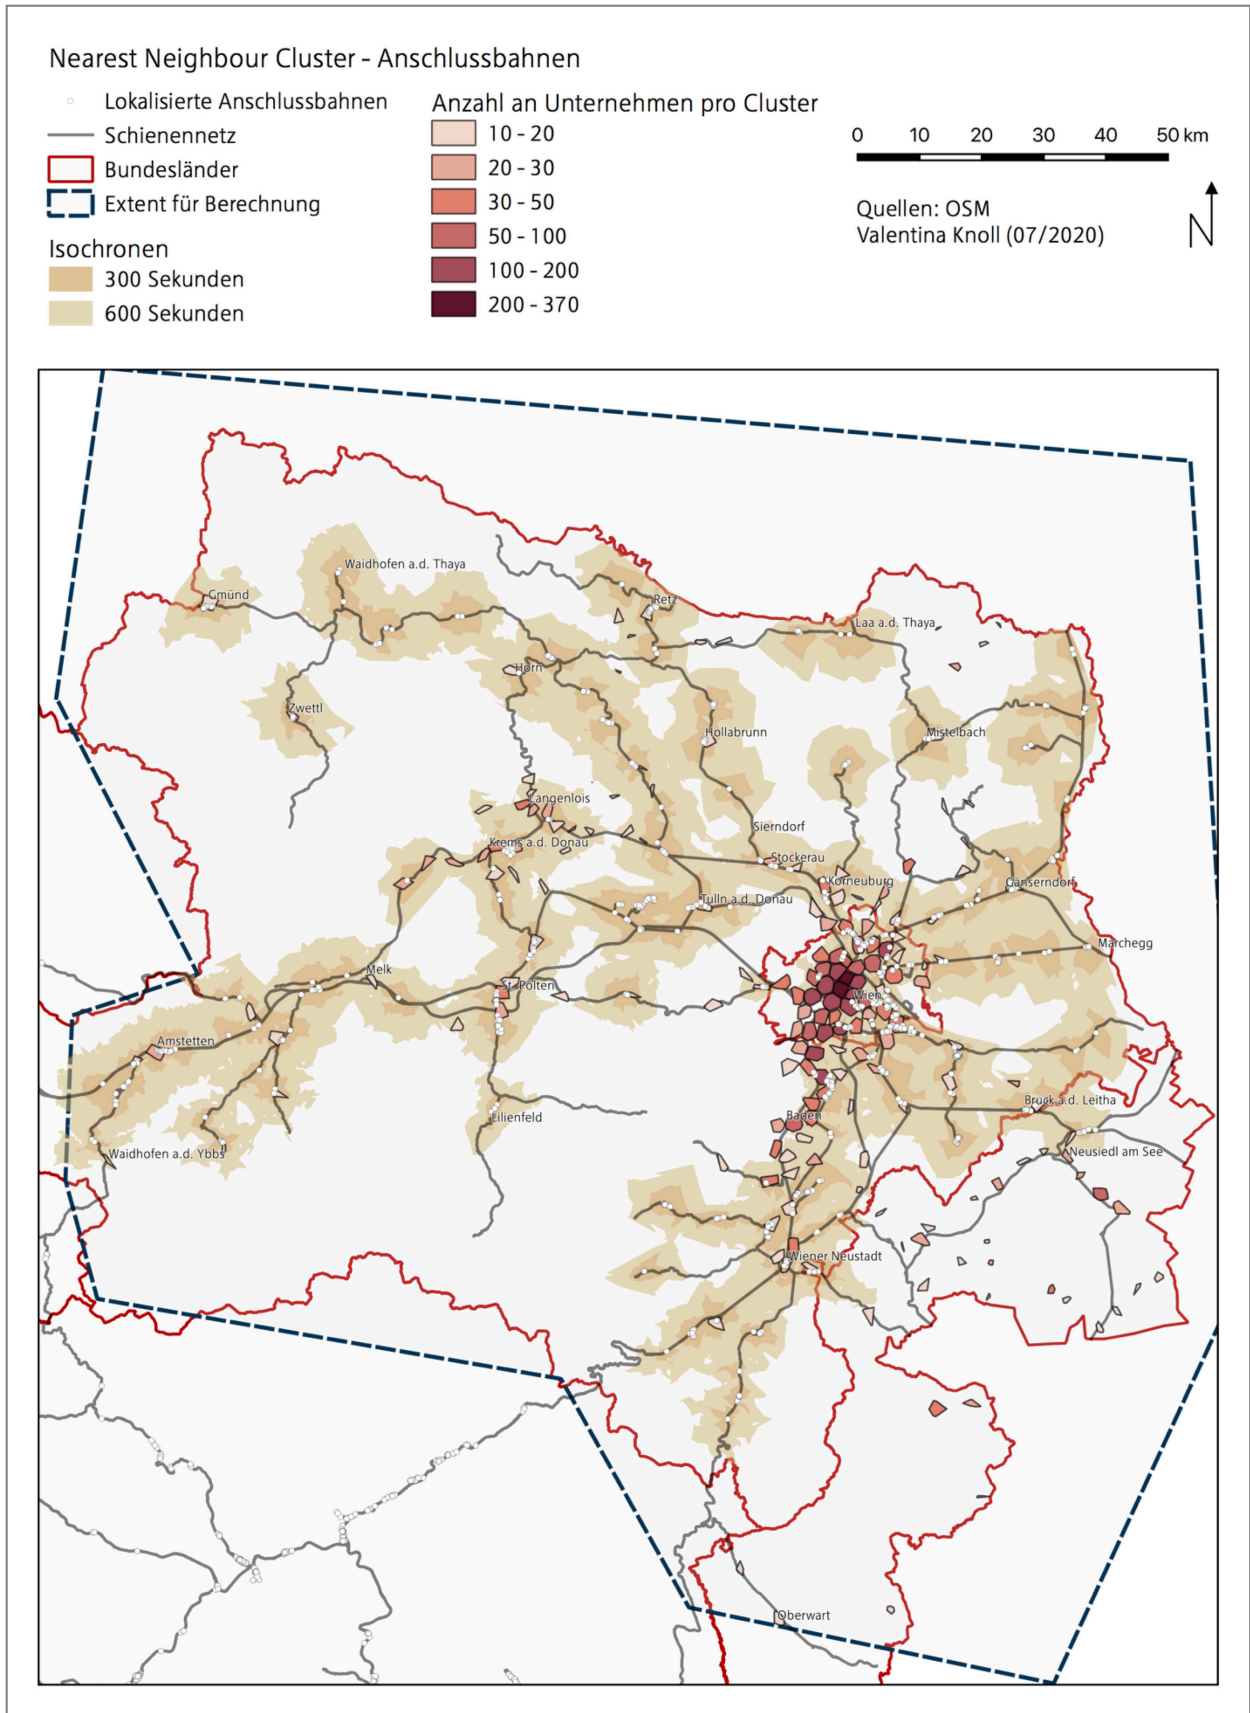 Nearest Neighbour Cluster - Anschlussbahnen
Lokalisierte Anschlussbahnen
Schienennetz
Bundesländer
Extent für Berechnung
Isochronen
300 Sekunden
600 Sekunden
Anzahl an Unternehmen pro Cluster
10 - 20
20 - 30
30 - 50
50 - 100
100 - 200
200 - 370
0 10 20 30 40 50 km
Quellen: OSM
Valentina Knoll (07/2020)
N
Waidhofen a.d. Thaya
Gmünd
Retz
Laa a.d. Thaya
Horn
Zwettl
Hollabrunn
Mistelbach
Langenlois
Sierndorf
Krems a.d. Donau
Stockerau
Korneuburg
Gänserndorf
Tulln a.d. Donau
Marchegg
Melk
St. Pölten
Wien
Amstetten
Bruck a.d. Leitha
Lilienfeld
Baden
Waidhofen a.d. Ybbs
Neusiedl am See
Wiener Neustadt
Oberwart